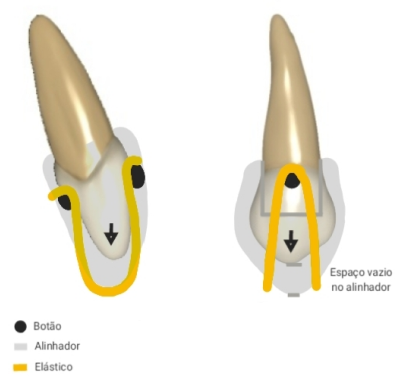 Espaço vazio
no alinhador
Botão
Alinhador
Elástico